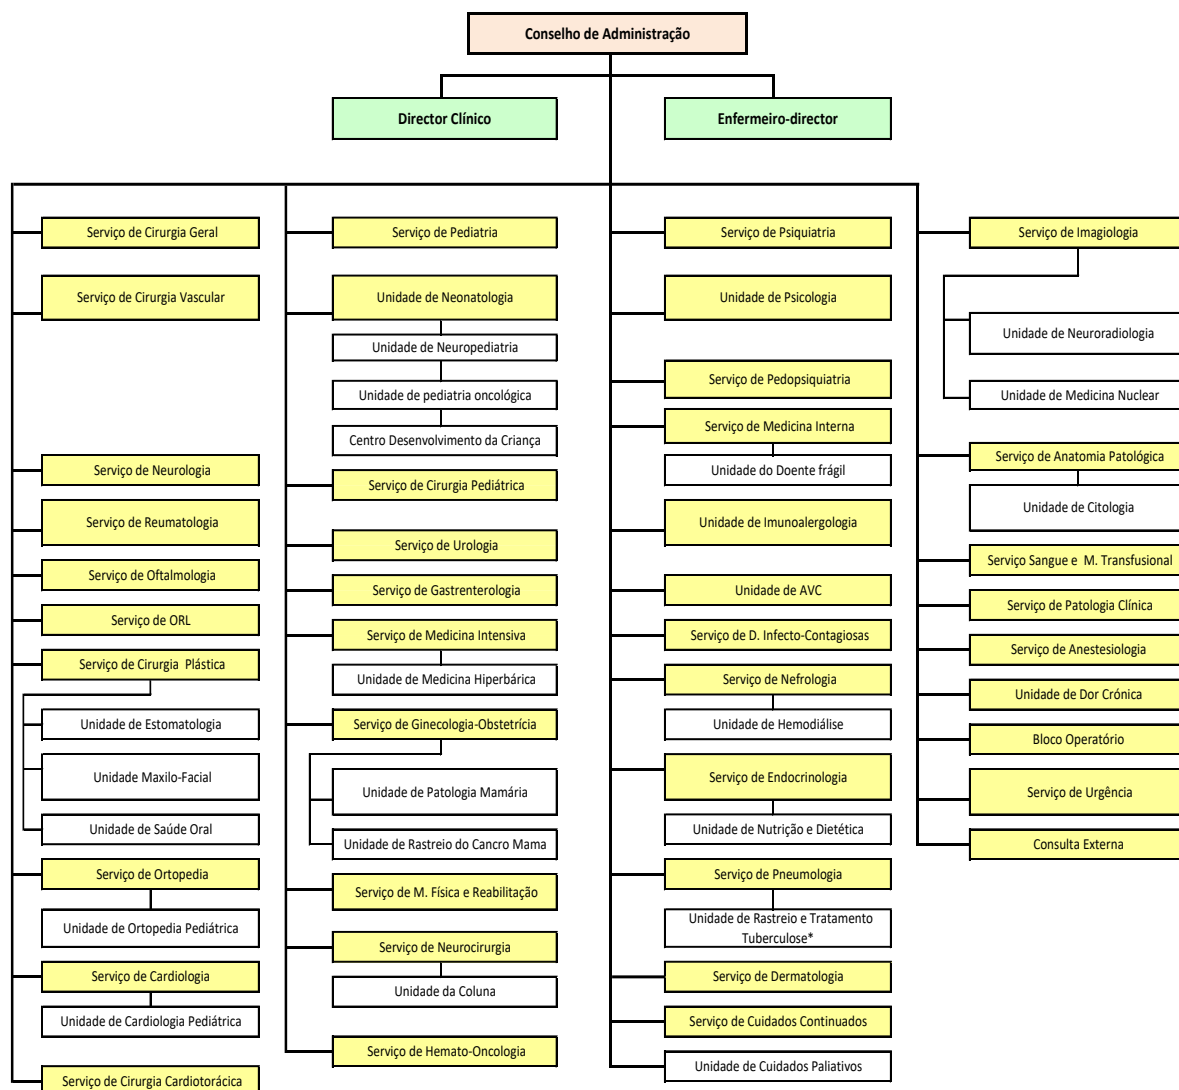 Conselho de Administração
Director Clínico
Enfermeiro-director
Serviço de Cirurgia Geral
Serviço de Cirurgia Vascular
Serviço de Neurologia
Serviço de Reumatologia
Serviço de Oftalmologia
Serviço de ORL
Serviço de Cirurgia  Plástica
Unidade de Estomatologia
Unidade Maxilo-Facial
Unidade de Saúde Oral
Serviço de Ortopedia
Unidade de Ortopedia Pediátrica
Serviço de Cardiologia
Unidade de Cardiologia Pediátrica
Serviço de Cirurgia Cardiotorácica
Serviço de Pediatria
Unidade de Neonatologia
Unidade de Neuropediatria
Unidade de pediatria oncológica
Centro Desenvolvimento da Criança
Serviço de Cirurgia Pediátrica
Serviço de Urologia
Serviço de Gastrenterologia
Serviço de Medicina Intensiva
Unidade de Medicina Hiperbárica
Serviço de Ginecologia-Obstetrícia
Unidade de Patologia Mamária
Unidade de Rastreio do Cancro Mama
Serviço de M. Física e Reabilitação
Serviço de Neurocirurgia
Unidade da Coluna
Serviço de Hemato-Oncologia
Serviço de Psiquiatria
Unidade de Psicologia
Serviço de Pedopsiquiatria
Serviço de Medicina Interna
Unidade do Doente frágil
Unidade de Imunoalergologia
Unidade de AVC
Serviço de D. Infecto-Contagiosas
Serviço de Nefrologia
Unidade de Hemodiálise
Serviço de Endocrinologia
Unidade de Nutrição e Dietética
Serviço de Pneumologia
Unidade de Rastreio e Tratamento
Tuberculose*
Serviço de Dermatologia
Serviço de Cuidados Continuados
Unidade de Cuidados Paliativos
Serviço de Imagiologia
Unidade de Neuroradiologia
Unidade de Medicina Nuclear
Serviço de Anatomia Patológica
Unidade de Citologia
Serviço Sangue e  M. Transfusional
Serviço de Patologia Clínica
Serviço de Anestesiologia
Unidade de Dor Crónica
Bloco Operatório
Serviço de Urgência
Consulta Externa